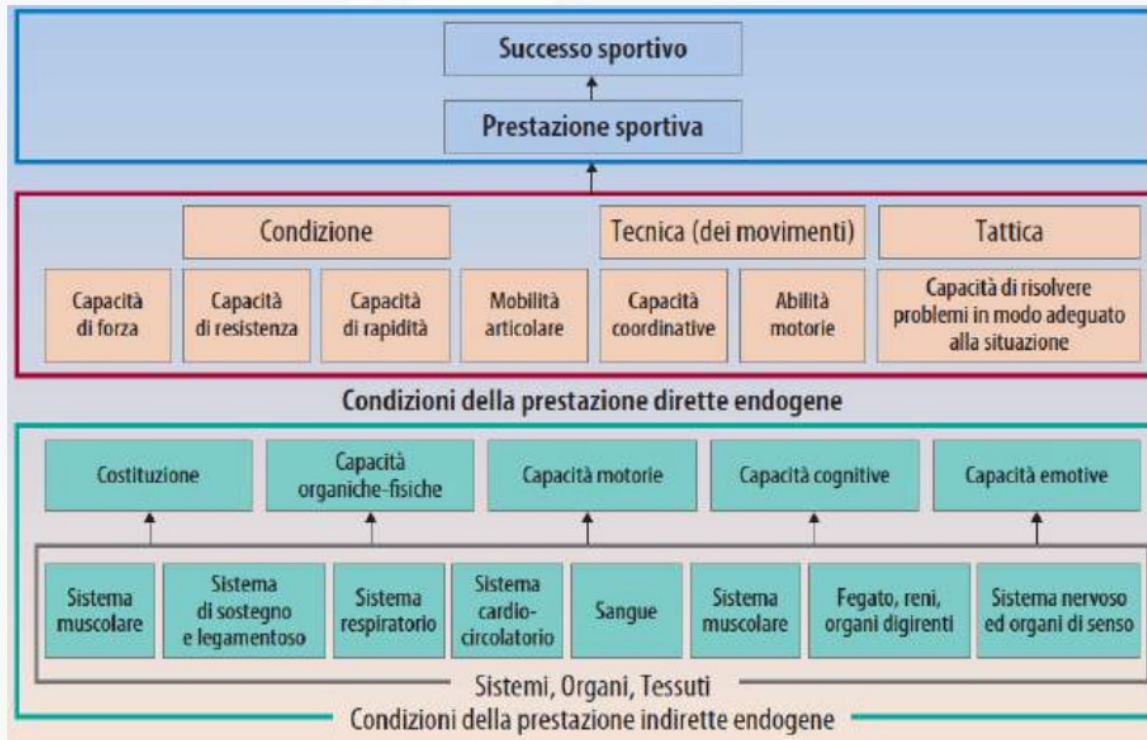 Successo sportivo
Prestazione sportiva
Condizione
Tecnica (dei movimenti)
Tattica
Capacità
di forza
Capacità
di resistenza
Capacità
di rapidità
Mobilità
articolare
Capacità
coordinative
Abilità
motorie
Capacità di risolvere
problemi in modo adeguato
alla situazione
Condizioni della prestazione dirette endogene
Costituzione
Capacità
organiche-fisiche
Capacità motorie
Capacità cognitive
Capacità emotive
Sistema
muscolare
Sistema
di sostegno
e legamentoso
Sistema
respiratorio
Sistema
cardio-
circolatorio
Sangue
Sistema
muscolare
Fegato, reni,
organi digirenti
Sistema nervoso
ed organi di senso
Sistemi, Organi, Tessuti
Condizioni della prestazione indirette endogene